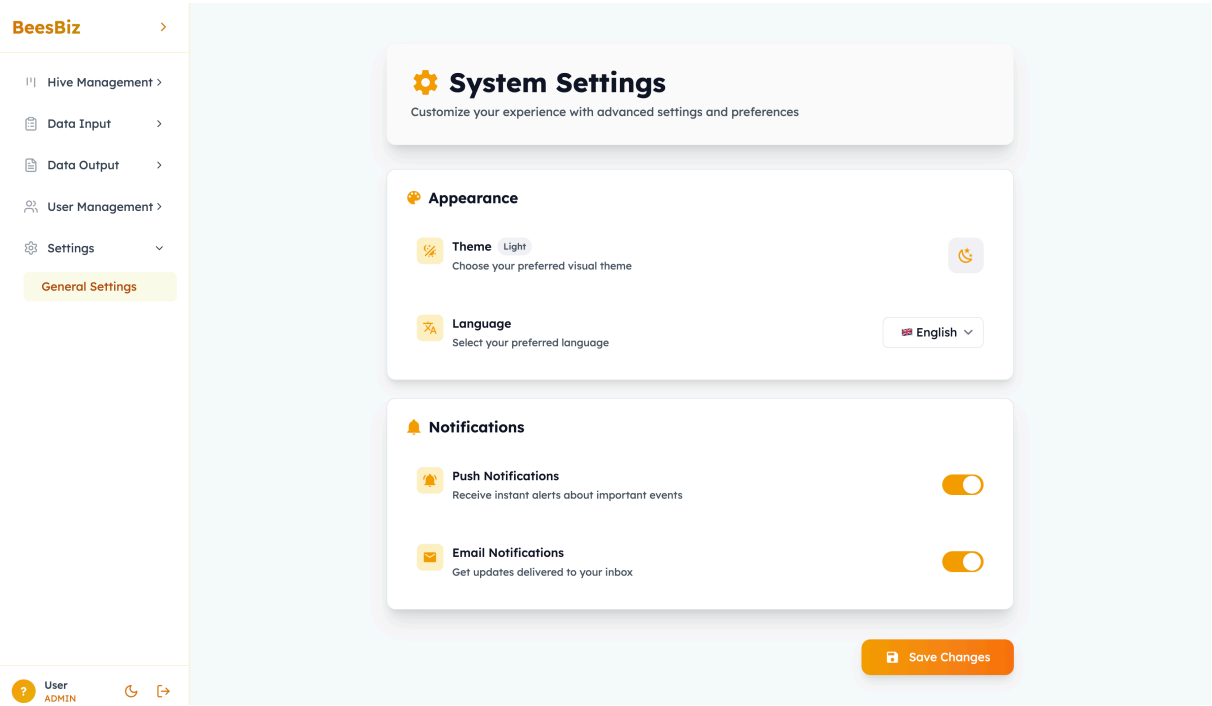 BeesBiz
Hive Management
Data Input
Data Output
User Management
Settings
General Settings
?
User
ADMIN
System Settings
Customize your experience with advanced settings and preferences
Appearance
Theme Light
Choose your preferred visual theme
Language
Select your preferred language
English
Notifications
Push Notifications
Receive instant alerts about important events
Email Notifications
Get updates delivered to your inbox
Save Changes